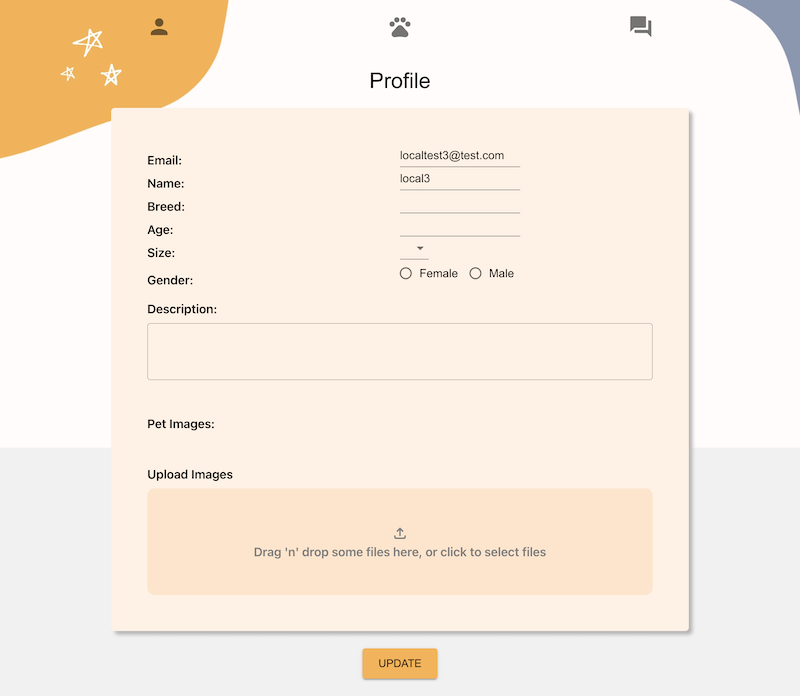 Profile
Email: localtest3@test.com
Name: local3
Breed:
Age:
Size:
Gender: Female Male
Description:
Pet Images:
Upload Images
Drag 'n' drop some files here, or click to select files
UPDATE